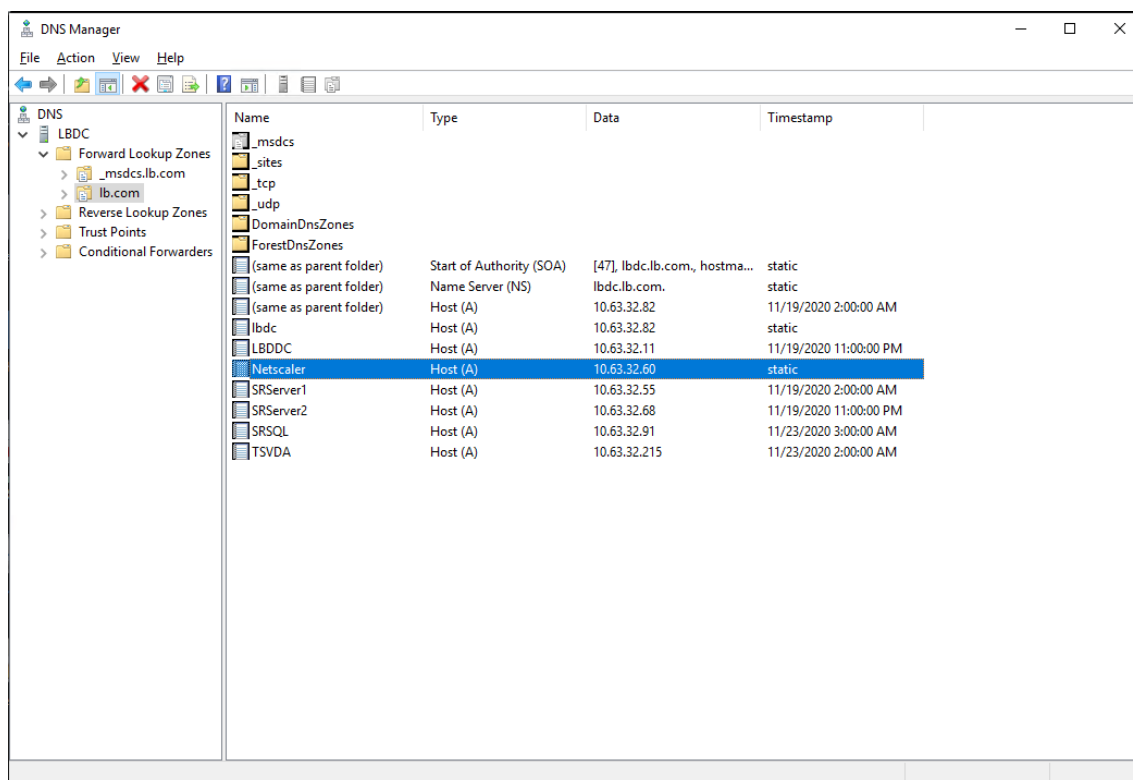 DNS Manager
File Action View Help
DNS
LBDC
Forward Lookup Zones
_msdcs.lb.com
lb.com
Reverse Lookup Zones
Trust Points
Conditional Forwarders
Name Type Data Timestamp
_msdcs
_sites
_tcp
_udp
DomainDnsZones
ForestDnsZones
(same as parent folder) Start of Authority (SOA) [47], lbdc.lb.com., hostma... static
(same as parent folder) Name Server (NS) lbdc.lb.com. static
(same as parent folder) Host (A) 10.63.32.82 11/19/2020 2:00:00 AM
lbdc Host (A) 10.63.32.82 static
LBDDC Host (A) 10.63.32.11 11/19/2020 11:00:00 PM
Netscaler Host (A) 10.63.32.60 static
SRServer1 Host (A) 10.63.32.55 11/19/2020 2:00:00 AM
SRServer2 Host (A) 10.63.32.68 11/19/2020 11:00:00 PM
SRSQL Host (A) 10.63.32.91 11/23/2020 3:00:00 AM
TSVDA Host (A) 10.63.32.215 11/23/2020 2:00:00 AM